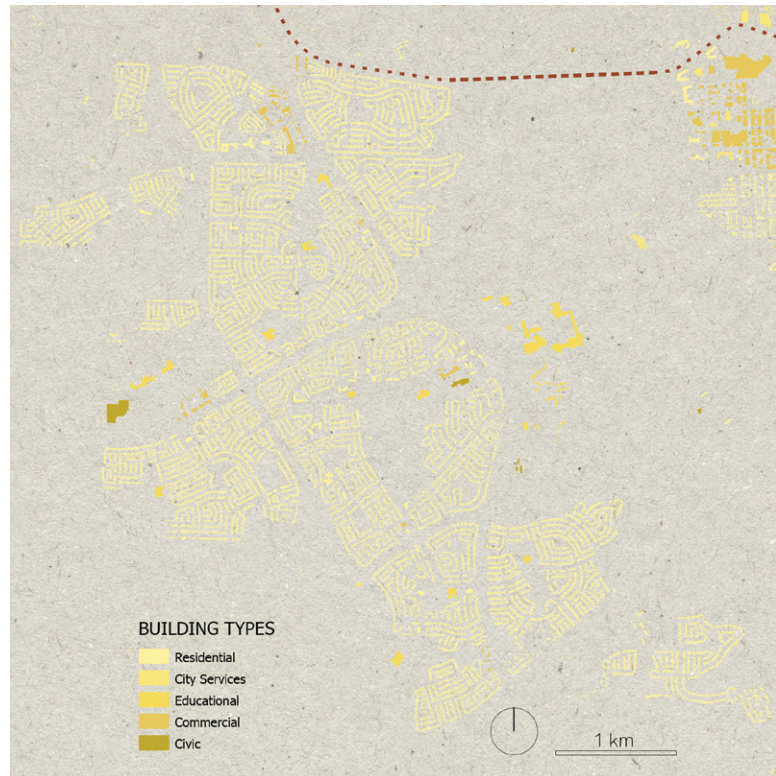 BUILDING TYPES
Residential
City Services
Educational
Commercial
Civic
1 km